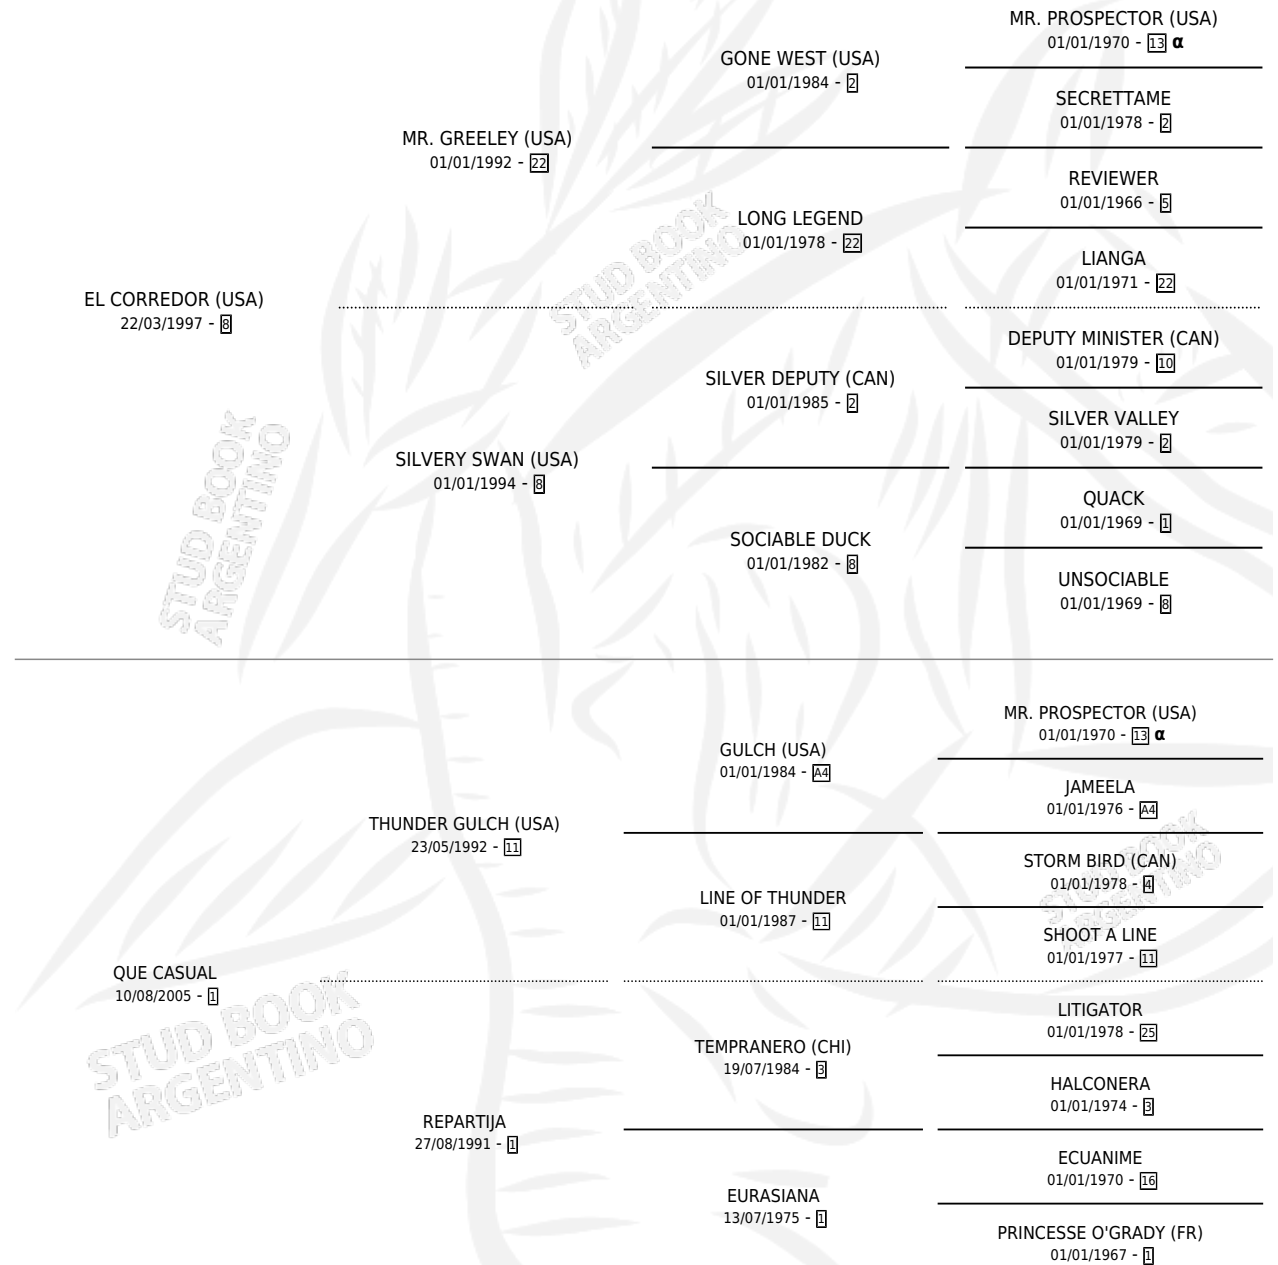 MR. PROSPECTOR (USA)
01/01/1970 - 13 α
GONE WEST (USA)
01/01/1984 - 2
SECRETTAME
01/01/1978 - 2
MR. GREELEY (USA)
01/01/1992 - 22
REVIEWER
01/01/1966 - 5
LONG LEGEND
01/01/1978 - 22
LIANGA
01/01/1971 - 22
EL CORREDOR (USA)
22/03/1997 - 8
DEPUTY MINISTER (CAN)
01/01/1979 - 10
SILVER DEPUTY (CAN)
01/01/1985 - 2
SILVER VALLEY
01/01/1979 - 2
SILVERY SWAN (USA)
01/01/1994 - 8
QUACK
01/01/1969 - 1
SOCIABLE DUCK
01/01/1982 - 8
UNSOCIABLE
01/01/1969 - 8
MR. PROSPECTOR (USA)
01/01/1970 - 13 α
GULCH (USA)
01/01/1984 - A4
JAMEELA
01/01/1976 - A4
THUNDER GULCH (USA)
23/05/1992 - 11
STORM BIRD (CAN)
01/01/1978 - 4
LINE OF THUNDER
01/01/1987 - 11
SHOOT A LINE
01/01/1977 - 11
QUE CASUAL
10/08/2005 - 1
LITIGATOR
01/01/1978 - 25
TEMPRANERO (CHI)
19/07/1984 - 3
HALCONERA
01/01/1974 - 3
REPARTIJA
27/08/1991 - 1
ECUANIME
01/01/1970 - 16
EURASIANA
13/07/1975 - 1
PRINCESSE O'GRADY (FR)
01/01/1967 - 1
STUD BOOK
ARGENTINO
STUD BOOK
ARGENTINO
STUD BOOK
ARGENTINO
STUD BOOK
ARGENTINO